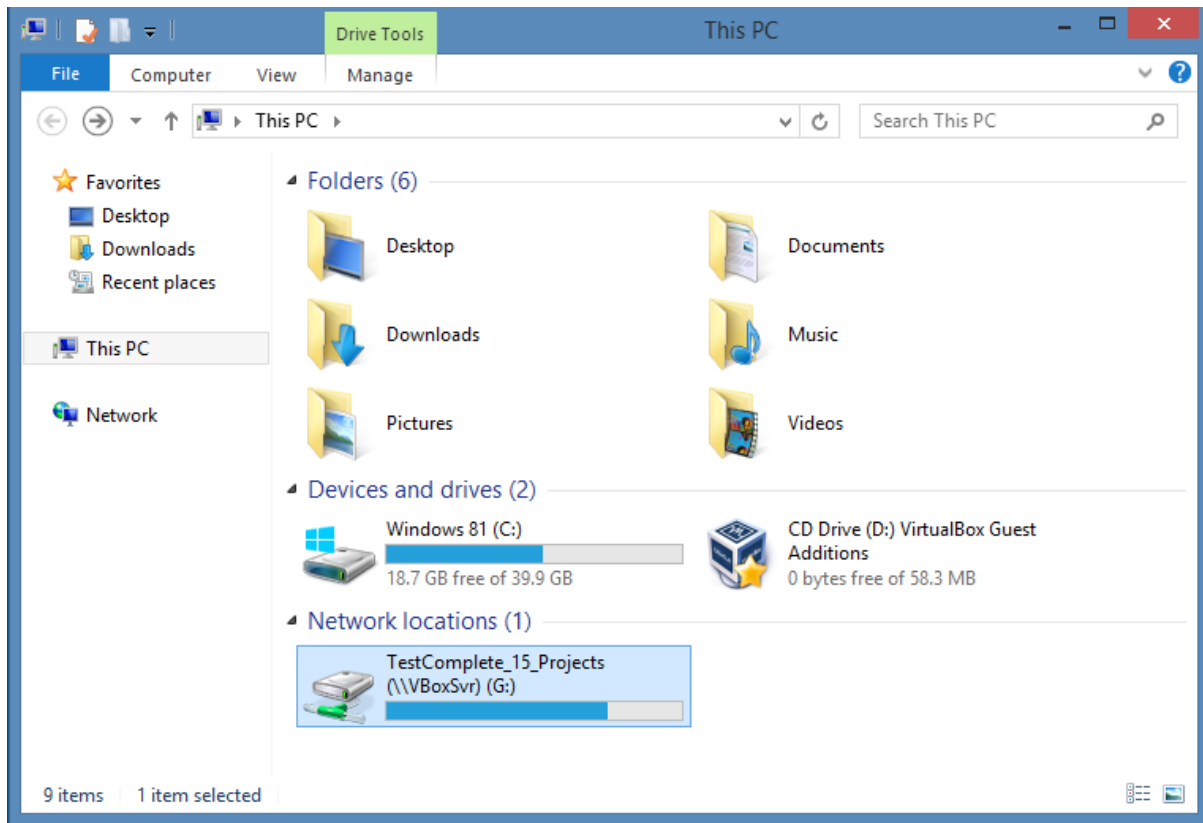 Drive Tools
This PC
File
Computer
View
Manage
This PC
Search This PC
Favorites
Desktop
Downloads
Recent places
This PC
Network
Folders (6)
Desktop
Documents
Downloads
Music
Pictures
Videos
Devices and drives (2)
Windows 81 (C:)
18.7 GB free of 39.9 GB
CD Drive (D:) VirtualBox Guest
Additions
0 bytes free of 58.3 MB
Network locations (1)
TestComplete_15_Projects
(\\VBoxSvr) (G:)
9 items
1 item selected